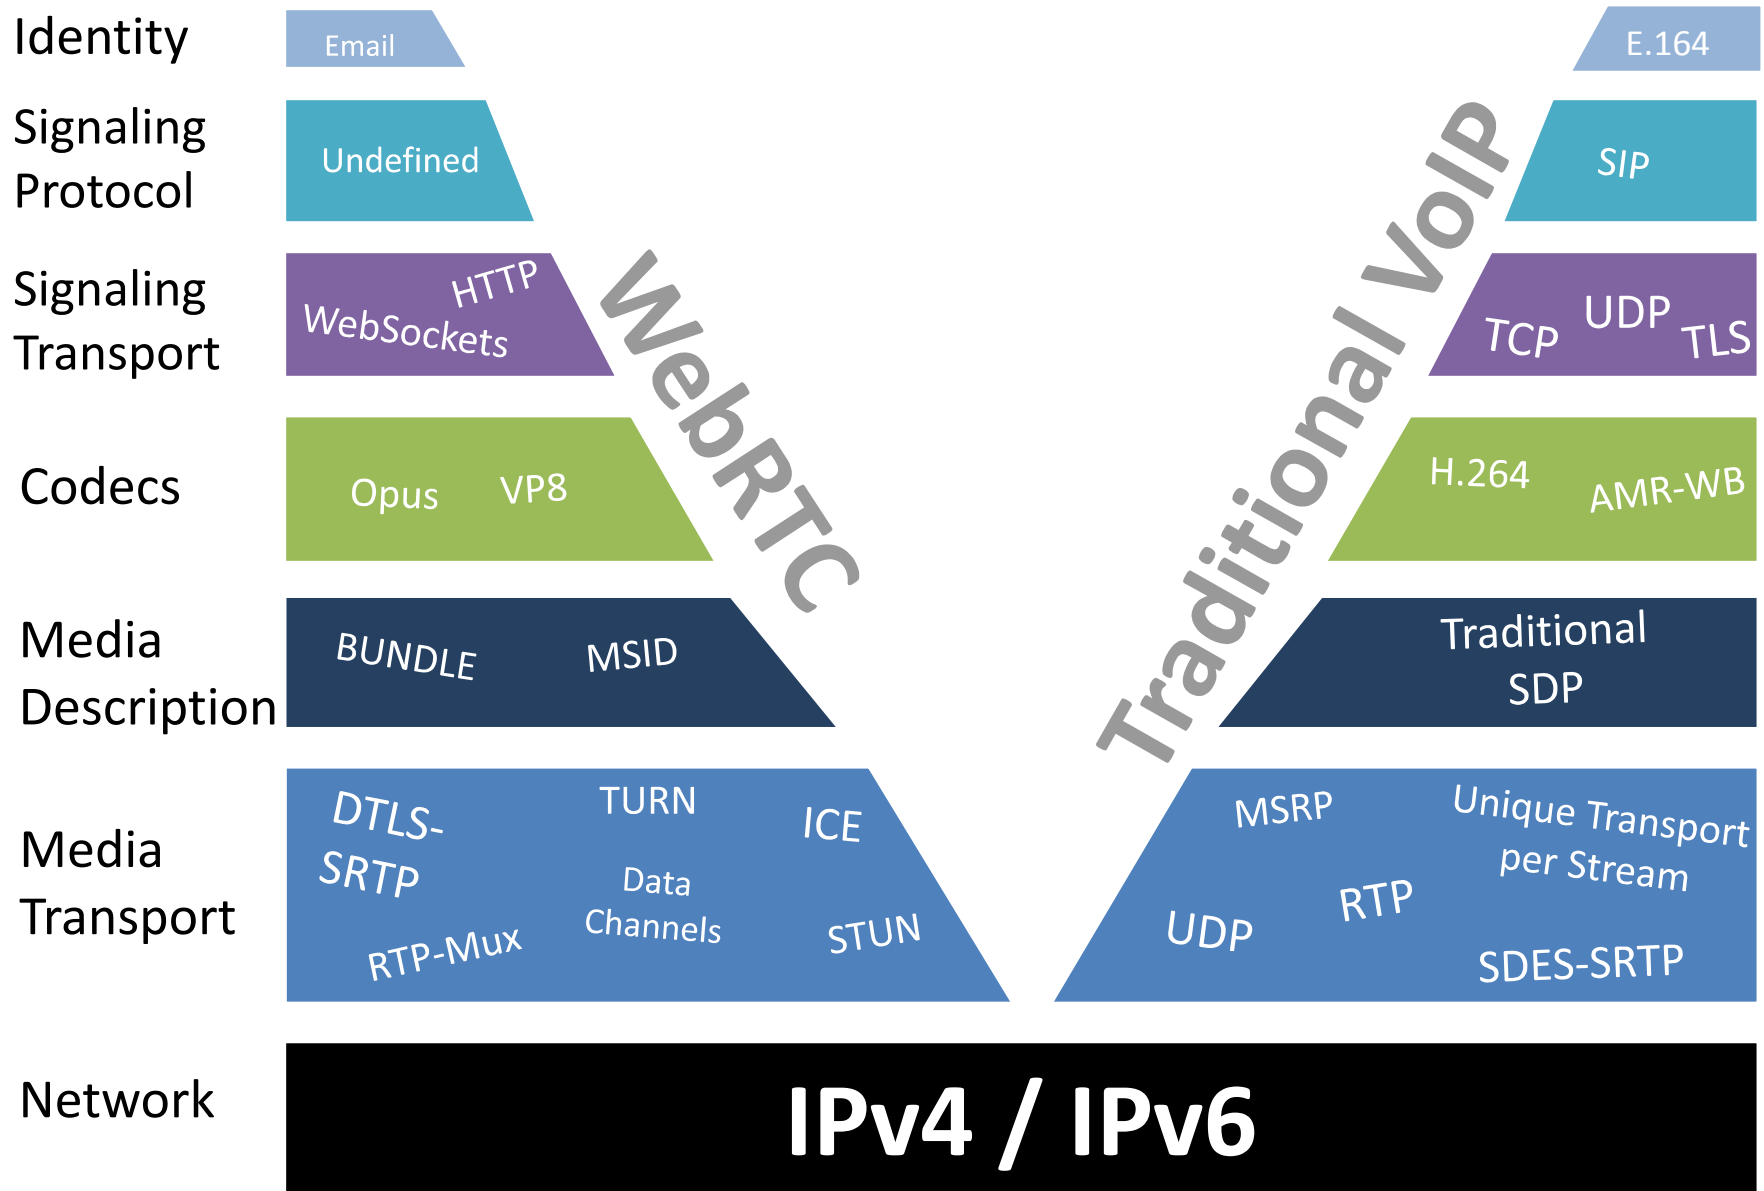 Identity
Email
E.164
Signaling
Protocol
Undefined
SIP
Signaling
Transport
HTTP
WebSockets
TCP
UDP
TLS
WebRTC
Traditional VoIP
Codecs
Opus
VP8
H.264
AMR-WB
Media
Description
BUNDLE
MSID
Traditional
SDP
Media
Transport
DTLS-
SRTP
TURN
ICE
Data
Channels
RTP-Mux
STUN
MSRP
Unique Transport
per Stream
RTP
UDP
SDES-SRTP
Network
IPv4 / IPv6